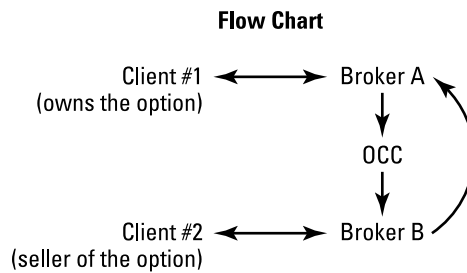 Flow Chart
Client #1
(owns the option)
Broker A
OCC
Client #2
(seller of the option)
Broker B